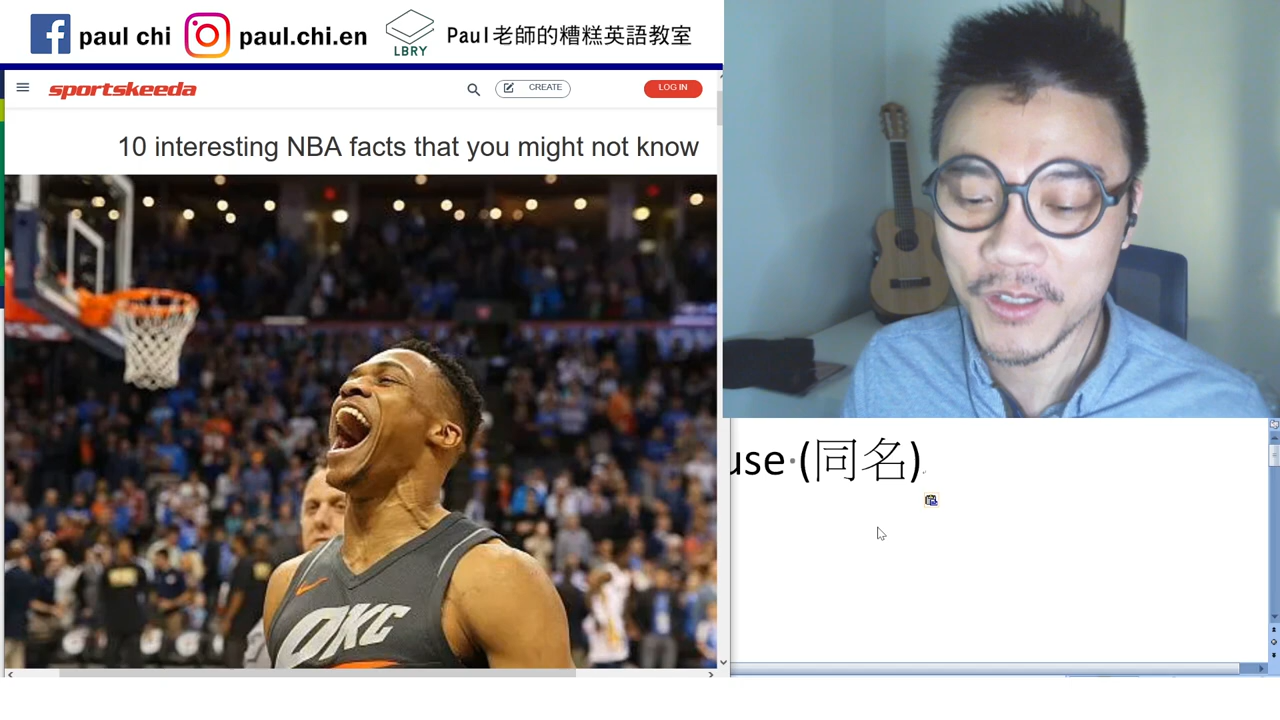 paul chi paul.chi.en LBRY Paul老師的糟糕英語教室
sportskeeda CREATE LOG IN
10 interesting NBA facts that you might not know
OKC
use (同名)